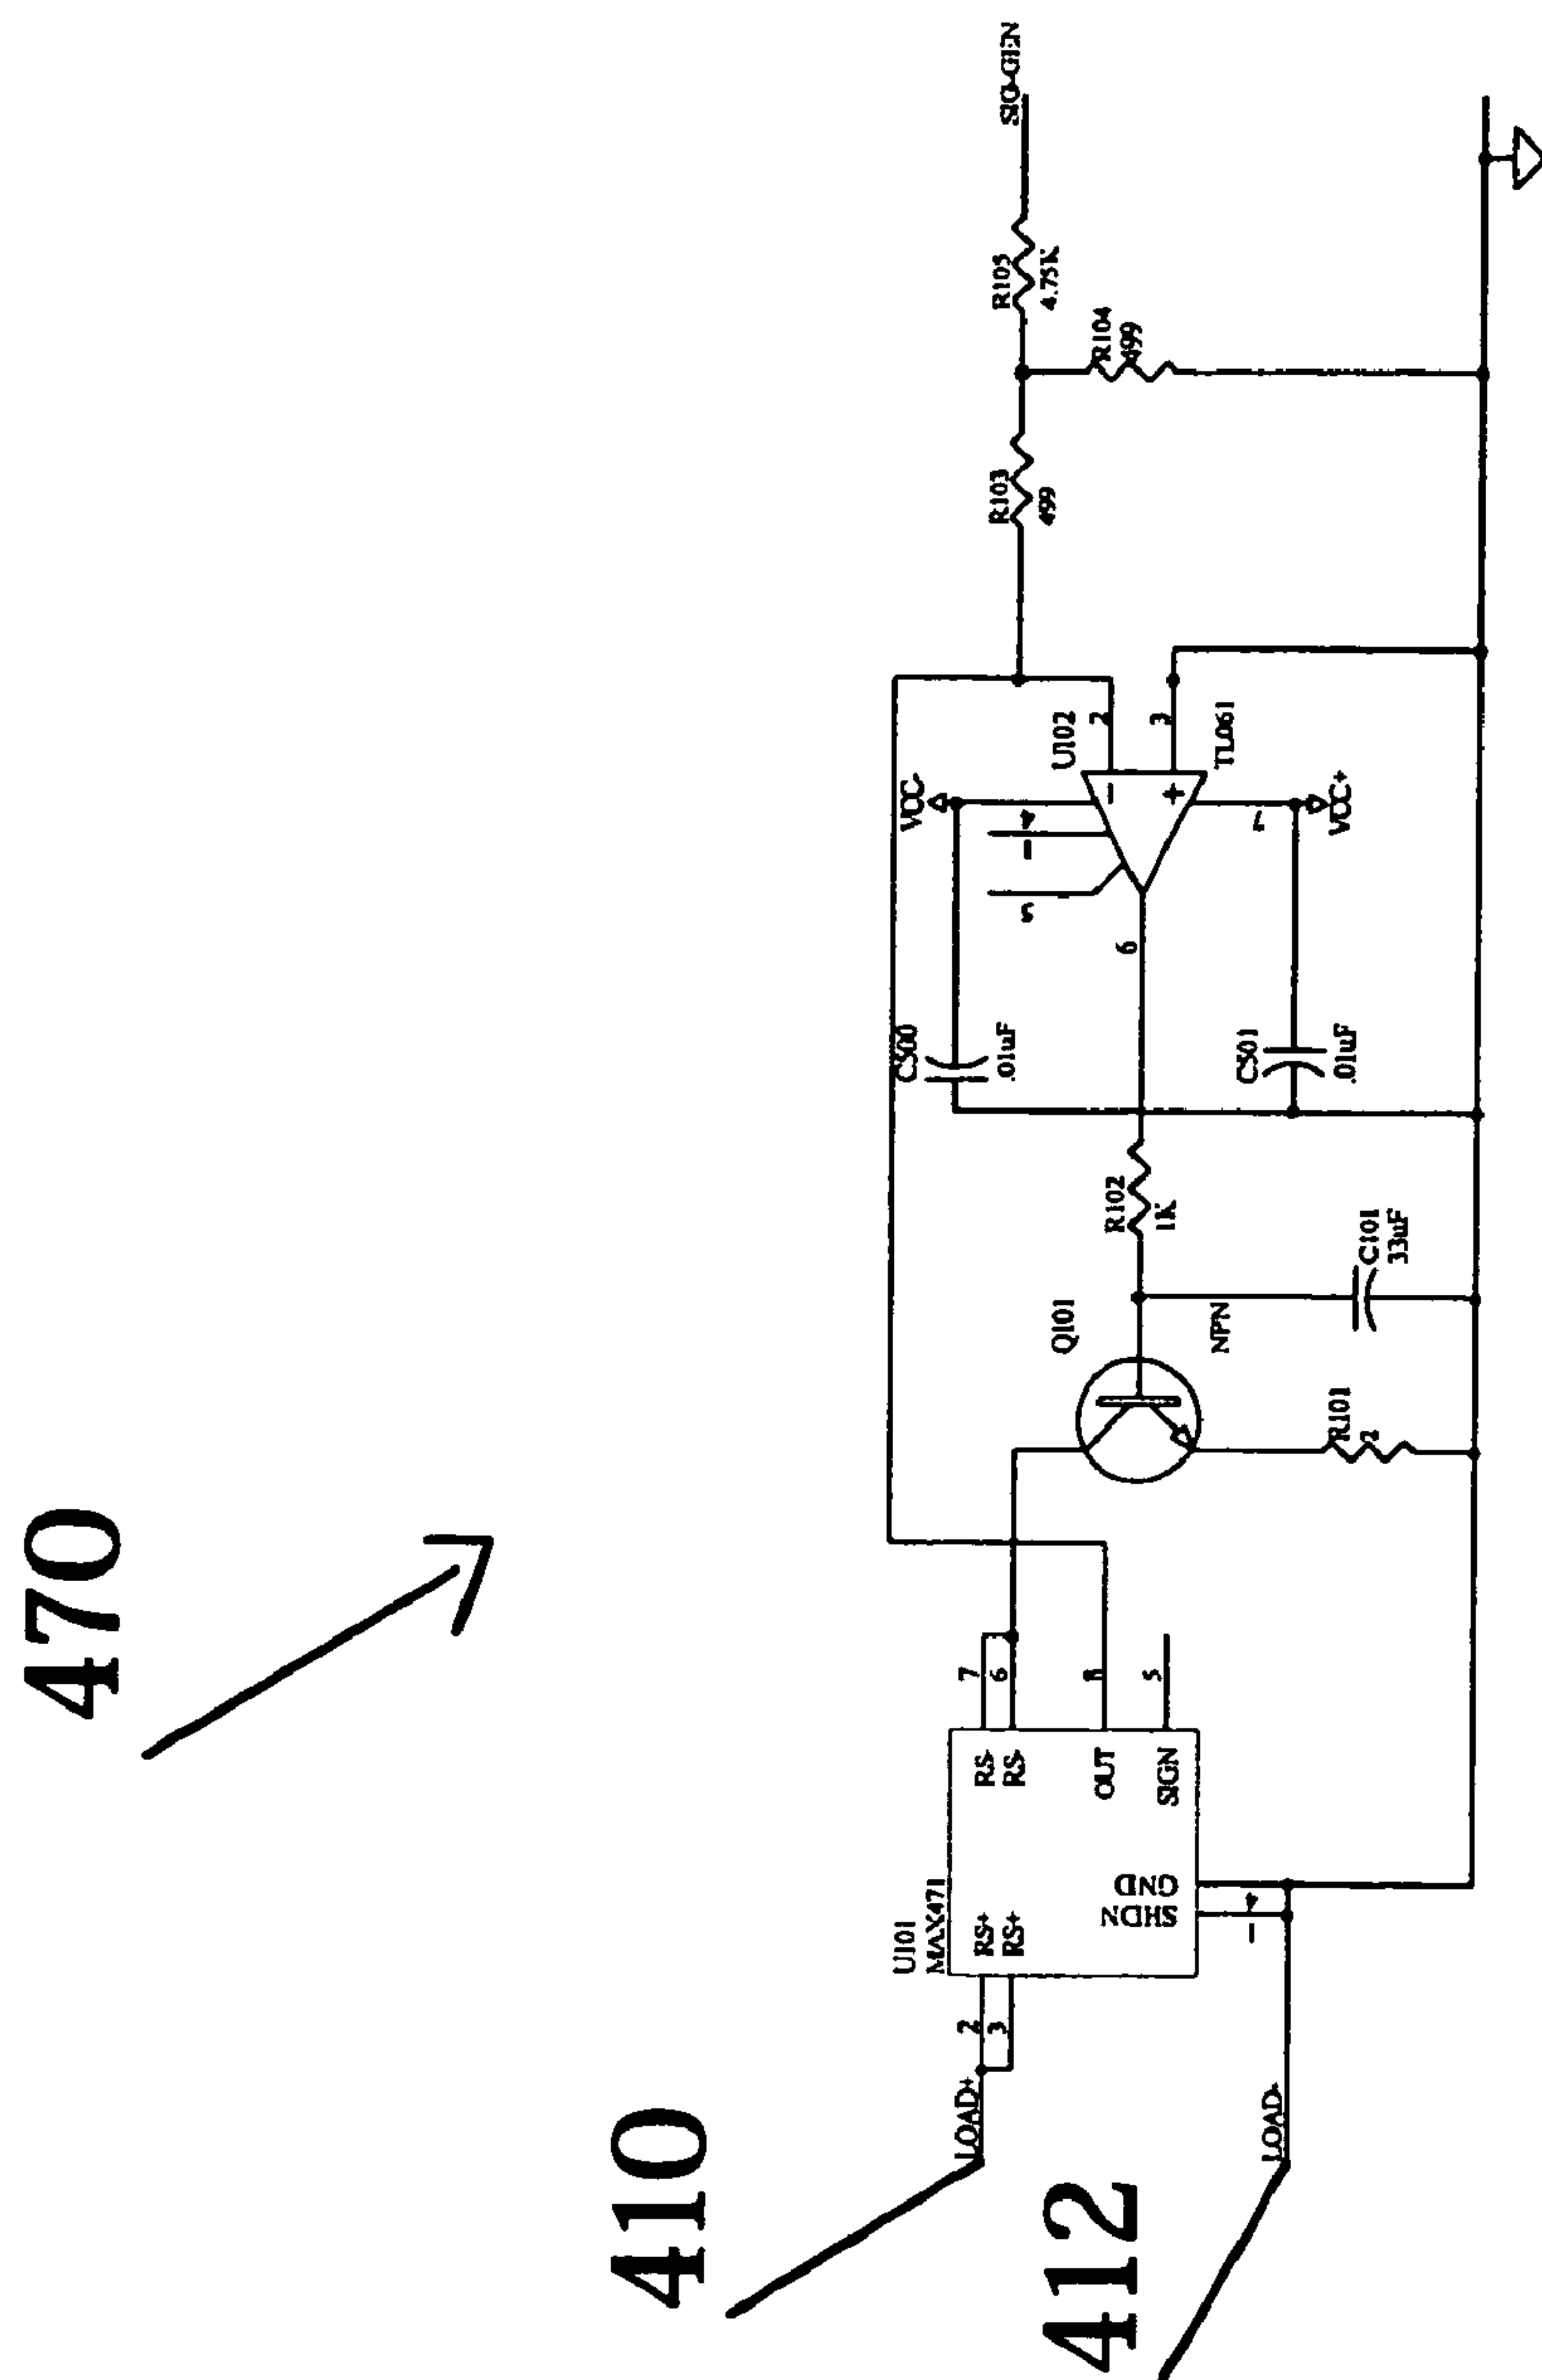 470
410
412
LOAD+
LOAD-
U101
MAX471
2
3
RS+
RS+
SHDN
GND
1
4
RS-
RS-
OUT
SIGN
7
6
8
5
Q101
NPN
R101
2
C101
33uF
R102
1K
C500
.01uF
C501
.01uF
6
5
1
4
7
VCC-
VCC+
U102
TL061
2
3
-
+
R103
499
R104
499
R105
4.75K
SIG-GEN